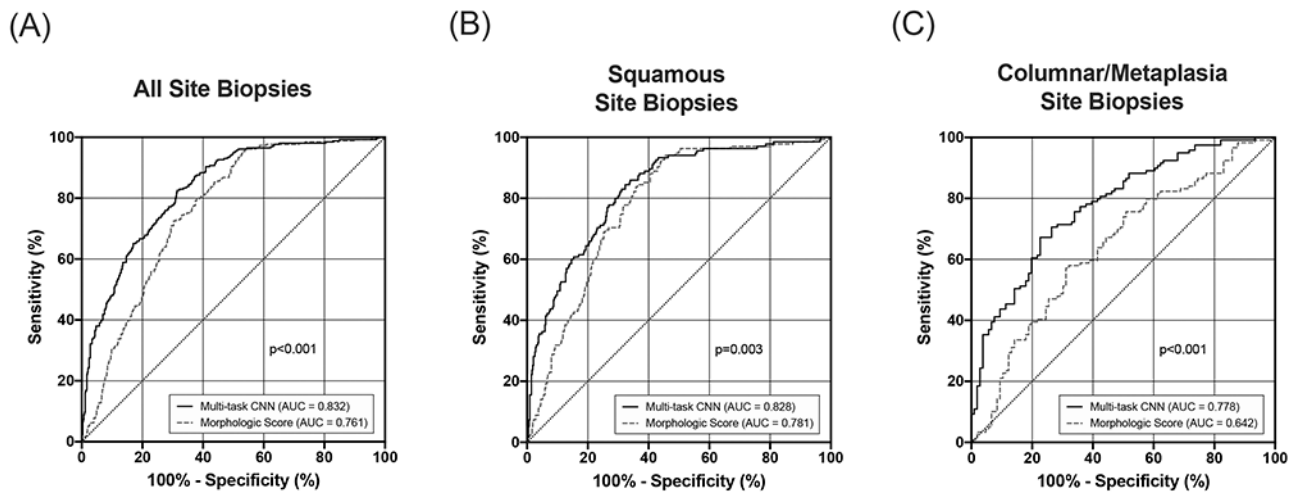 (A)
All Site Biopsies
100
80
60
40
20
0
Sensitivity (%)
p<0.001
Multi-task CNN (AUC = 0.832)
Morphologic Score (AUC = 0.761)
0 20 40 60 80 100
100% - Specificity (%)
(B)
Squamous
Site Biopsies
100
80
60
40
20
0
Sensitivity (%)
p=0.003
Multi-task CNN (AUC = 0.828)
Morphologic Score (AUC = 0.781)
0 20 40 60 80 100
100% - Specificity (%)
(C)
Columnar/Metaplasia
Site Biopsies
100
80
60
40
20
0
Sensitivity (%)
p<0.001
Multi-task CNN (AUC = 0.778)
Morphologic Score (AUC = 0.642)
0 20 40 60 80 100
100% - Specificity (%)